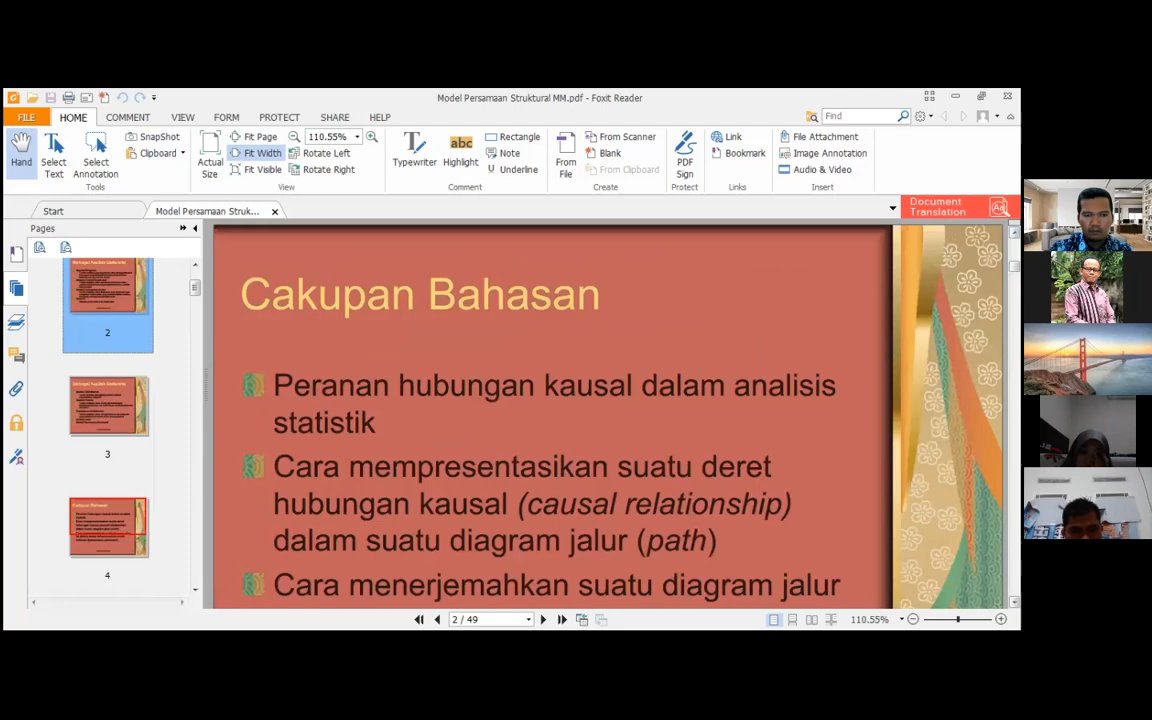 Model Persamaan Struktural MM.pdf - Foxit Reader
FILE HOME COMMENT VIEW FORM PROTECT SHARE HELP
Find
Hand
Select Text
Select Annotation
SnapShot
Clipboard
Tools
Actual Size
Fit Page
Fit Width
Fit Visible
110.55%
Rotate Left
Rotate Right
View
Typewriter
Highlight
Rectangle
Note
Underline
Comment
From File
From Scanner
Blank
From Clipboard
Create
PDF Sign
Protect
Link
Bookmark
Links
File Attachment
Image Annotation
Audio & Video
Insert
Start
Model Persamaan Struk...
Document Translation
Pages
2
3
4
Cakupan Bahasan
Peranan hubungan kausal dalam analisis
statistik
Cara mempresentasikan suatu deret
hubungan kausal (causal relationship)
dalam suatu diagram jalur (path)
Cara menerjemahkan suatu diagram jalur
2 / 49
110.55%